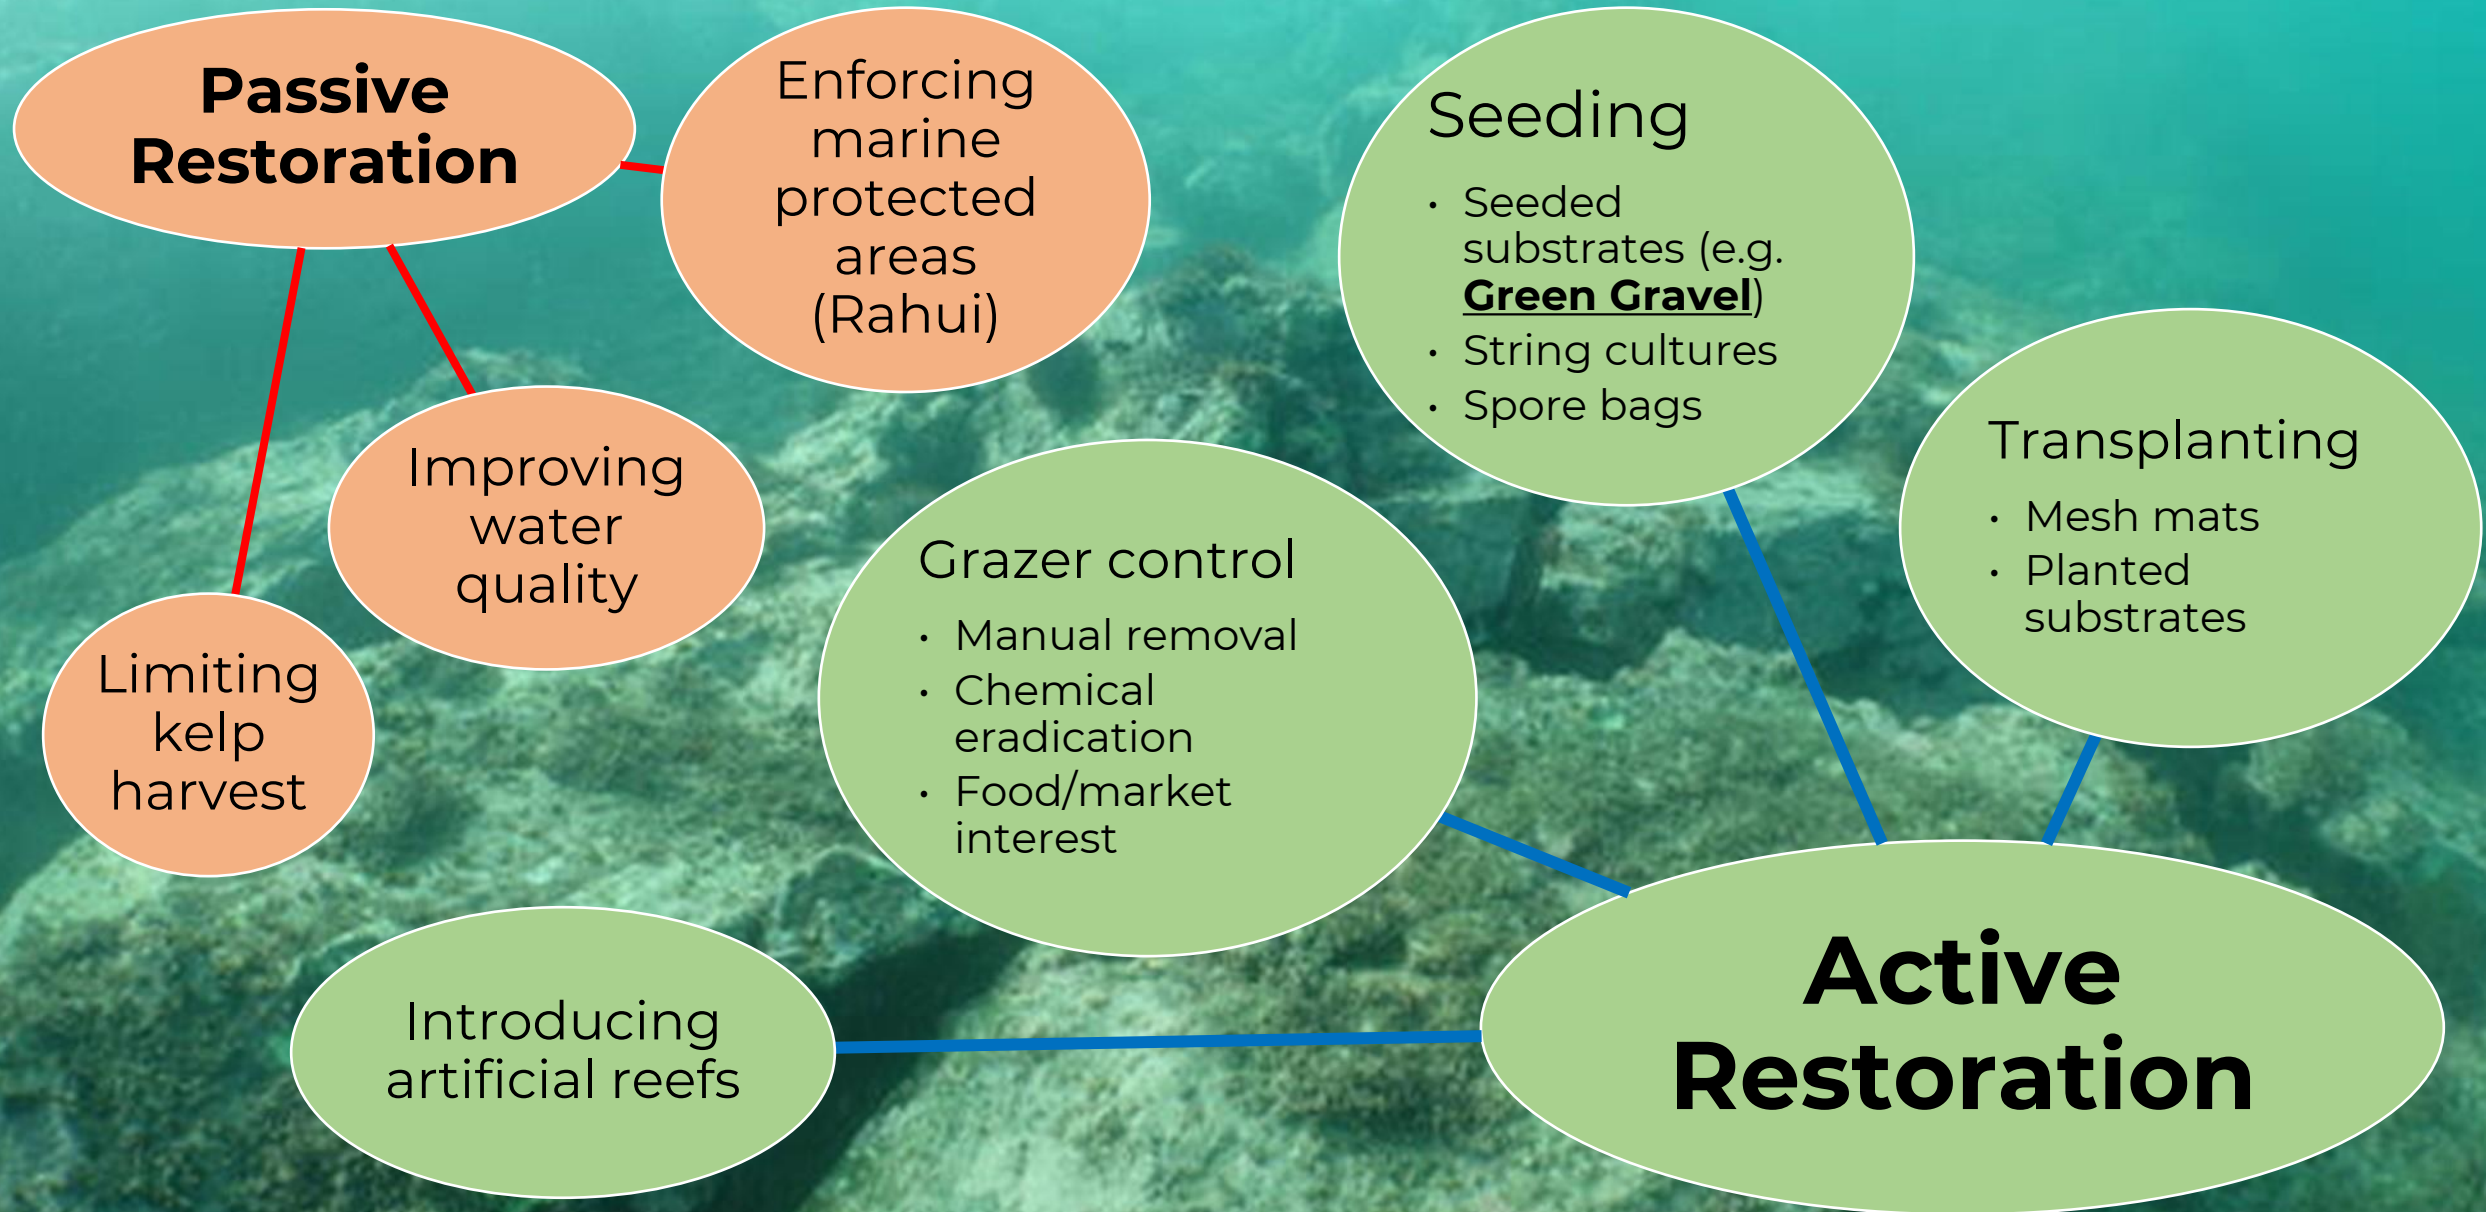 Passive
Restoration
Enforcing
marine
protected
areas
(Rahui)
Improving
water
quality
Limiting
kelp
harvest
Seeding
• Seeded
substrates (e.g.
Green Gravel)
• String cultures
• Spore bags
Transplanting
• Mesh mats
• Planted
substrates
Grazer control
• Manual removal
• Chemical
eradication
• Food/market
interest
Introducing
artificial reefs
Active
Restoration